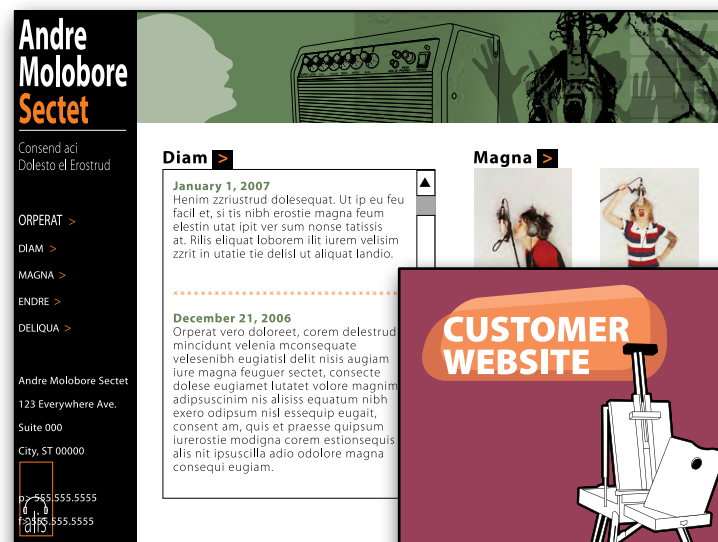 Andre
Molobore
Sectet
Consend aci
Dolesto el Erostrud
ORPERAT >
DIAM >
MAGNA >
ENDRE >
DELIQUA >
Andre Molobore Sectet
123 Everywhere Ave.
Suite 000
City, ST 00000
p> 555.555.5555
f> 555.555.5555
alis
Diam >
January 1, 2007
Henim zzriustrud dolesequat. Ut ip eu feu
facil et, si tis nibh erostie magna feum
elestin utat ipit ver sum nonse tatissis
at. Rilis eliquat loborem ilit iurem velisim
zzrit in utatie tie delisl ut aliquat landio.
December 21, 2006
Orperat vero doloreet, corem delestrud
mincidunt velenia mconsequate
velesenibh eugiatisl delit nisis augiam
iure magna feuguer sectet, consecte
dolese eugiamet lutatet volore magnim
adipsuscinim nis alisiss equatum nibh
exero odipsum nisl essequip eugait,
consent am, quis et praesse quipsum
iurerostie modigna corem estionsequis
alis nit ipsuscilla adio odolore magna
consequi eugiam.
Magna >
CUSTOMER
WEBSITE